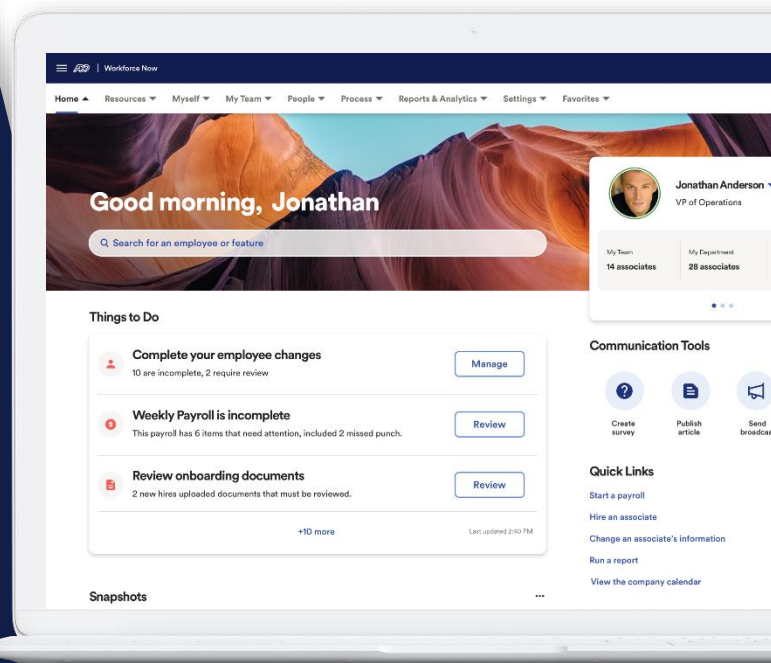 ADP | Workforce Now
Home Resources Myself My Team People Process Reports & Analytics Settings Favorites
Good morning, Jonathan
Search for an employee or feature
Jonathan Anderson
VP of Operations
My Team My Department
14 associates 28 associates
Things to Do
Complete your employee changes
10 are incomplete, 2 require review
Manage
Weekly Payroll is incomplete
This payroll has 6 items that need attention, included 2 missed punch.
Review
Review onboarding documents
2 new hires uploaded documents that must be reviewed.
Review
+10 more
Last updated 2:40 PM
Communication Tools
Create survey
Publish article
Send broadcas
Quick Links
Start a payroll
Hire an associate
Change an associate's information
Run a report
View the company calendar
Snapshots